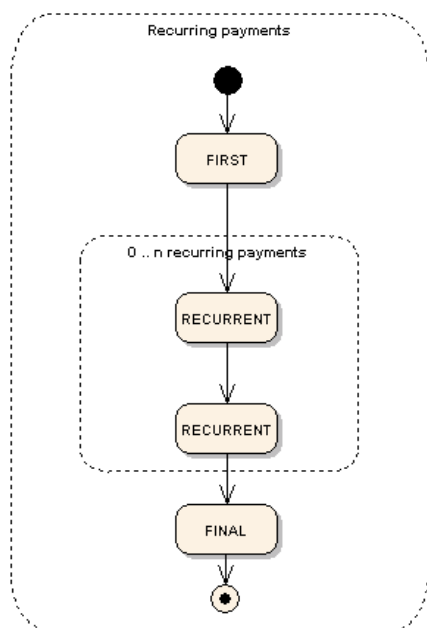 Recurring payments
FIRST
0 .. n recurring payments
RECURRENT
RECURRENT
FINAL